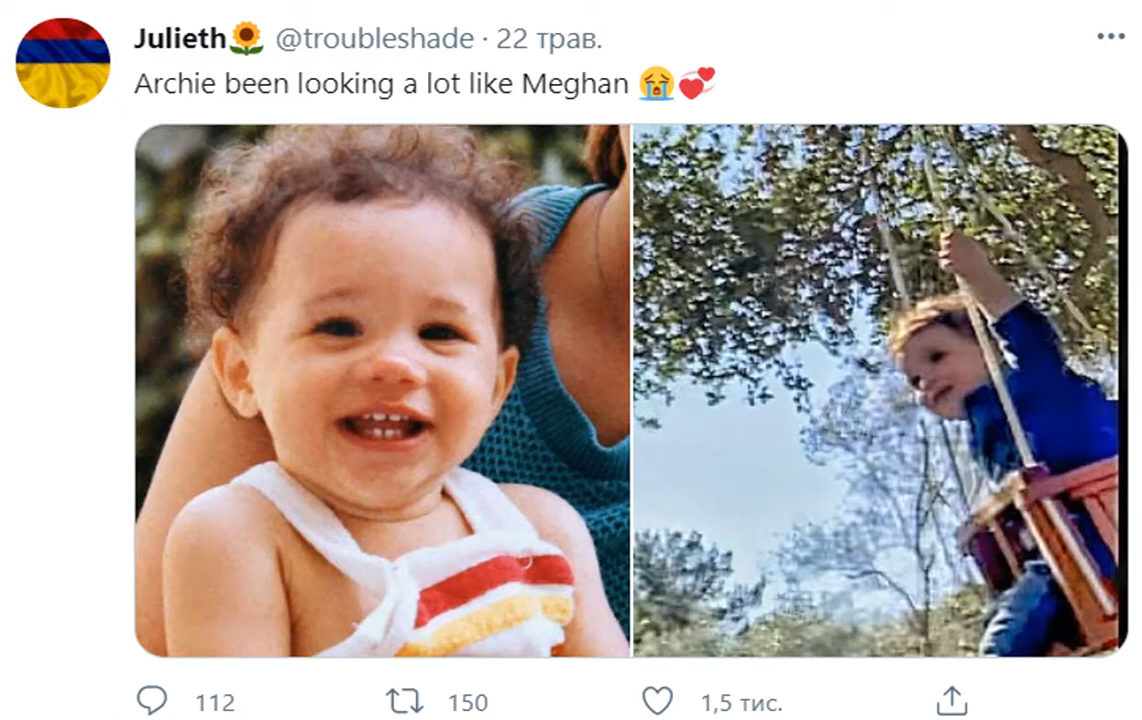 Julieth🌻 @troubleshade · 22 трав.
Archie been looking a lot like Meghan 😭💞
112 150 1,5 тис.